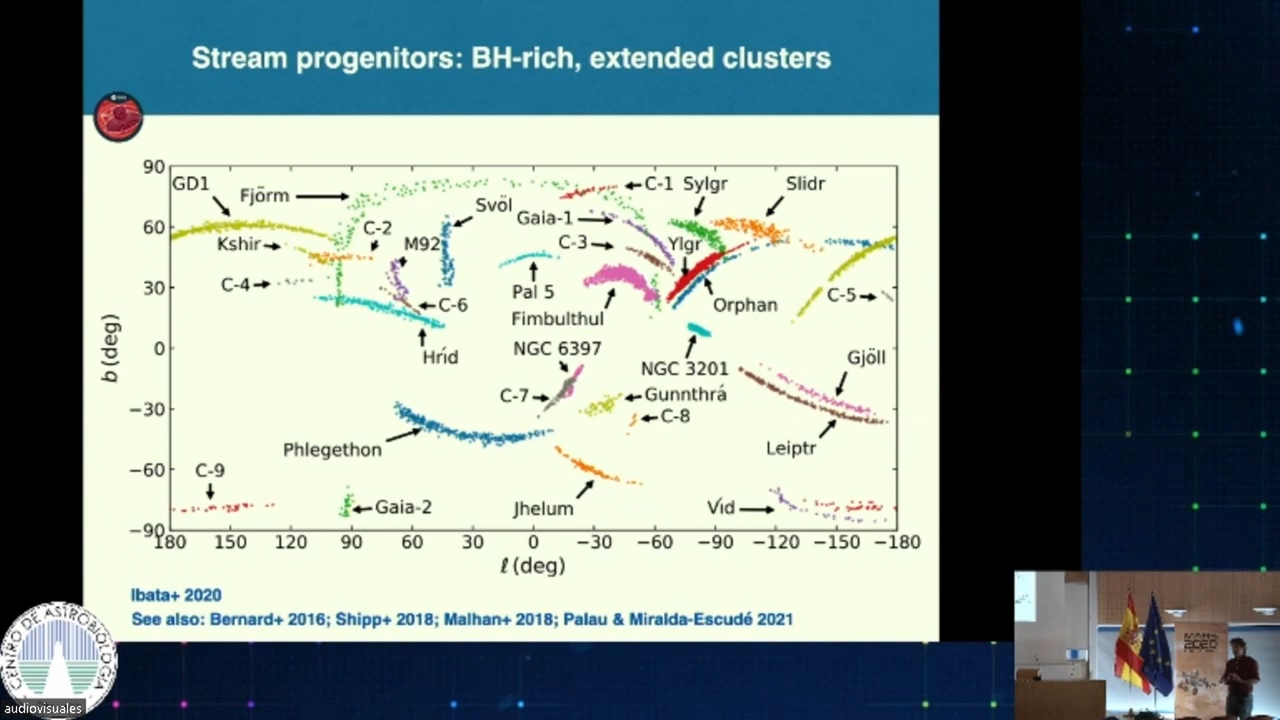 Stream progenitors: BH-rich, extended clusters
90
60
30
0
−30
−60
−90
b (deg)
GD1
Fjörm
C-1
Sylgr
Slidr
Svöl
Gaia-1
C-2
Kshir
M92
C-3
Ylgr
C-4
C-6
Pal 5
Orphan
C-5
Fimbulthul
Hríd
NGC 6397
NGC 3201
Gjöll
C-7
Gunnthrá
C-8
Phlegethon
Leiptr
C-9
Gaia-2
Jhelum
Vid
180 150 120 90 60 30 0 −30 −60 −90 −120 −150 −180
ℓ (deg)
Ibata+ 2020
See also: Bernard+ 2016; Shipp+ 2018; Malhan+ 2018; Palau & Miralda-Escudé 2021
CENTRO DE ASTROBIOLOGÍA
audiovisuales
MARS
2020